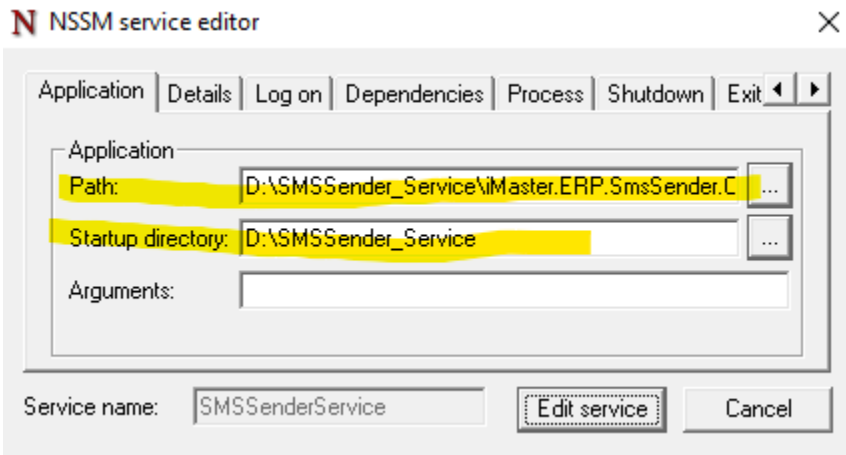 N NSSM service editor
Application Details Log on Dependencies Process Shutdown Exit
Application
Path: D:\SMSSender_Service\iMaster.ERP.SmsSender.C ...
Startup directory: D:\SMSSender_Service ...
Arguments:
Service name: SMSSenderService Edit service Cancel